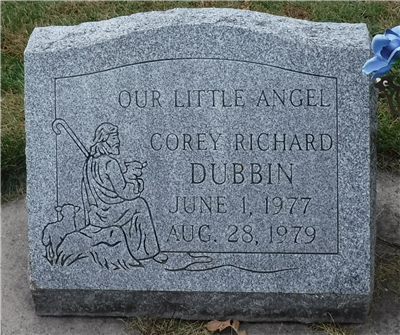 OUR LITTLE ANGEL
COREY RICHARD
DUBBIN
JUNE 1, 1977
AUG. 28, 1979